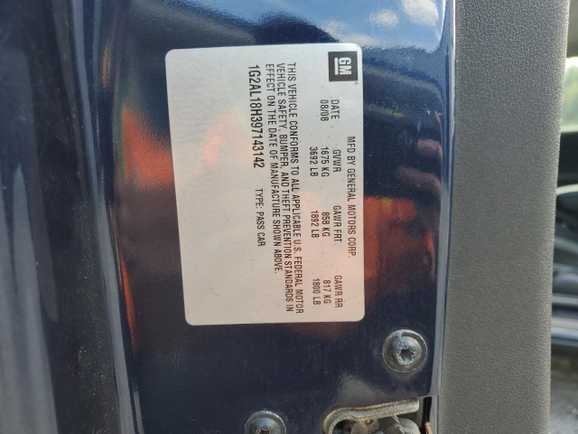 GM
MFD BY GENERAL MOTORS CORP.
DATE GVWR GAWR FRT GAWR RR
08/08 1675 KG 858 KG 817 KG
3692 LB 1892 LB 1800 LB
THIS VEHICLE CONFORMS TO ALL APPLICABLE U.S. FEDERAL MOTOR
VEHICLE SAFETY, BUMPER, AND THEFT PREVENTION STANDARDS IN
EFFECT ON THE DATE OF MANUFACTURE SHOWN ABOVE.
1G2AL18H397143142 TYPE: PASS CAR